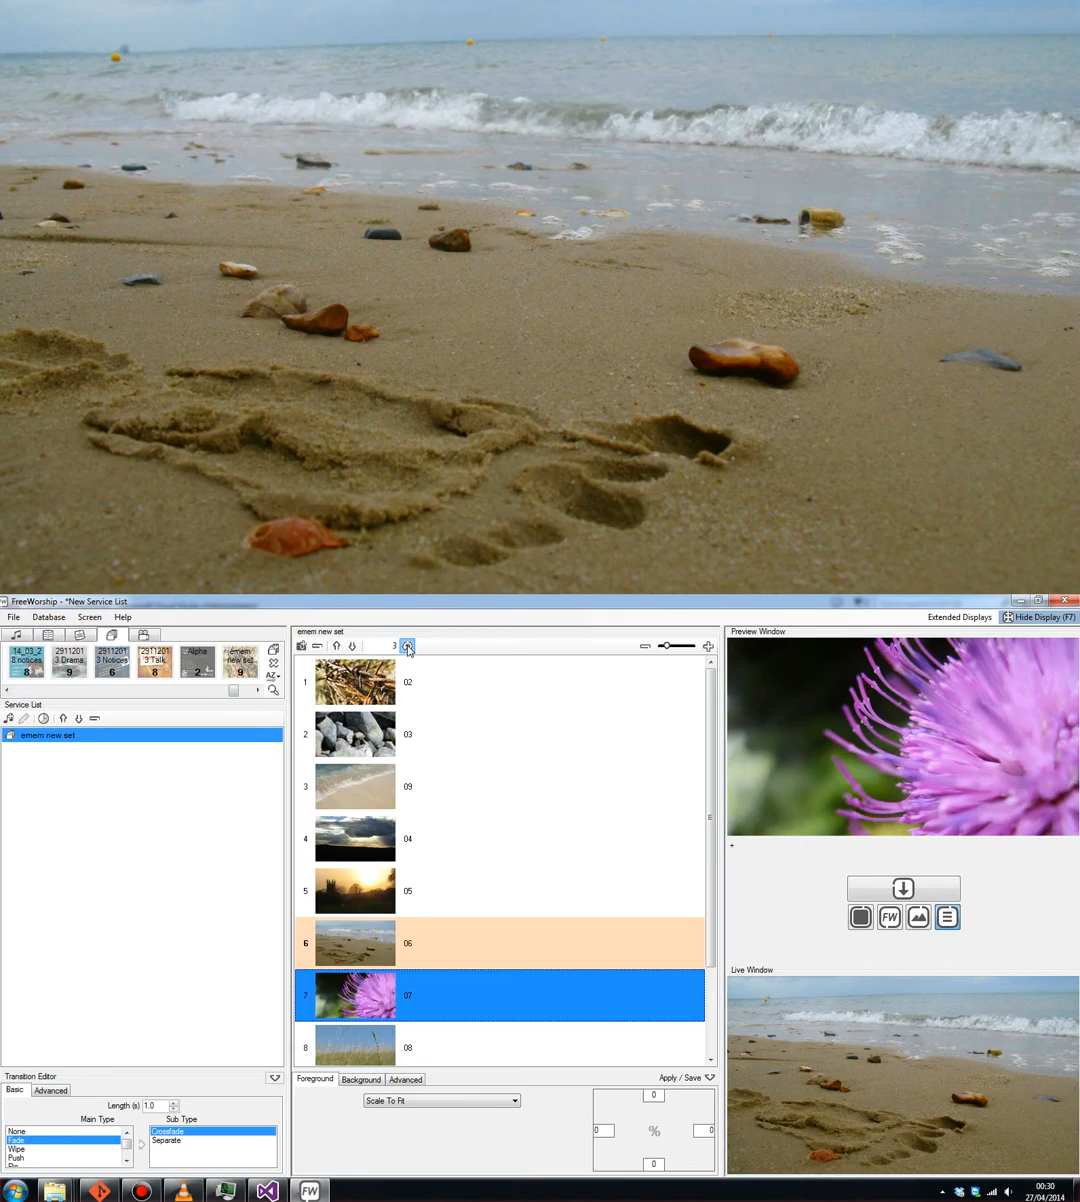 FreeWorship - *New Service List
File Database Screen Help
Extended Displays
Hide Display (F7)
14_03_2
8 notices
8
2911201
3 Drama
9
2911201
3 Notices
6
2911201
3 Talk
8
Alpha
2
emem
new set
9
AZ
Service List
emem new set
emem new set
3
1 02
2 03
3 09
4 04
5 05
6 06
7 07
8 08
Preview Window
+
FW
Live Window
Transition Editor
Basic Advanced
Length (s) 1.0
Main Type Sub Type
None
Fade
Wipe
Push
Crossfade
Separate
Foreground Background Advanced
Apply / Save
Scale To Fit
0
0 % 0
0
FW
00:30
27/04/2014